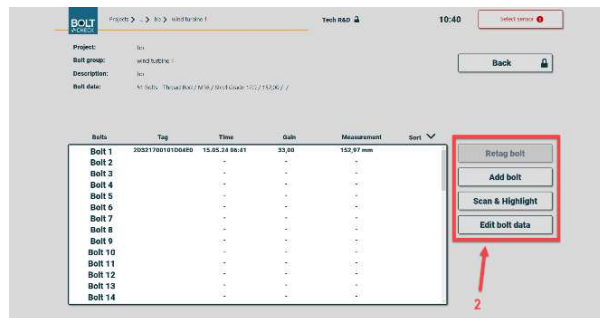 BOLT
CHECK
Projects > .. > bo > wind turbine 1
Tech R&D
10:40
Select sensor
Project:
Bolt group: wind turbine 1
Description:
Bolt data:
Back
Bolts Tag Time Gain Measurement Sort
Bolt 1 15.05.24 06:41 33,00 152,97 mm
Bolt 2 - - -
Bolt 3 - - -
Bolt 4 - - -
Bolt 5 - - -
Bolt 6 - - -
Bolt 7 - - -
Bolt 8 - - -
Bolt 9 - - -
Bolt 10 - - -
Bolt 11 - - -
Bolt 12 - - -
Bolt 13 - - -
Bolt 14 - - -
Retag bolt
Add bolt
Scan & Highlight
Edit bolt data
2